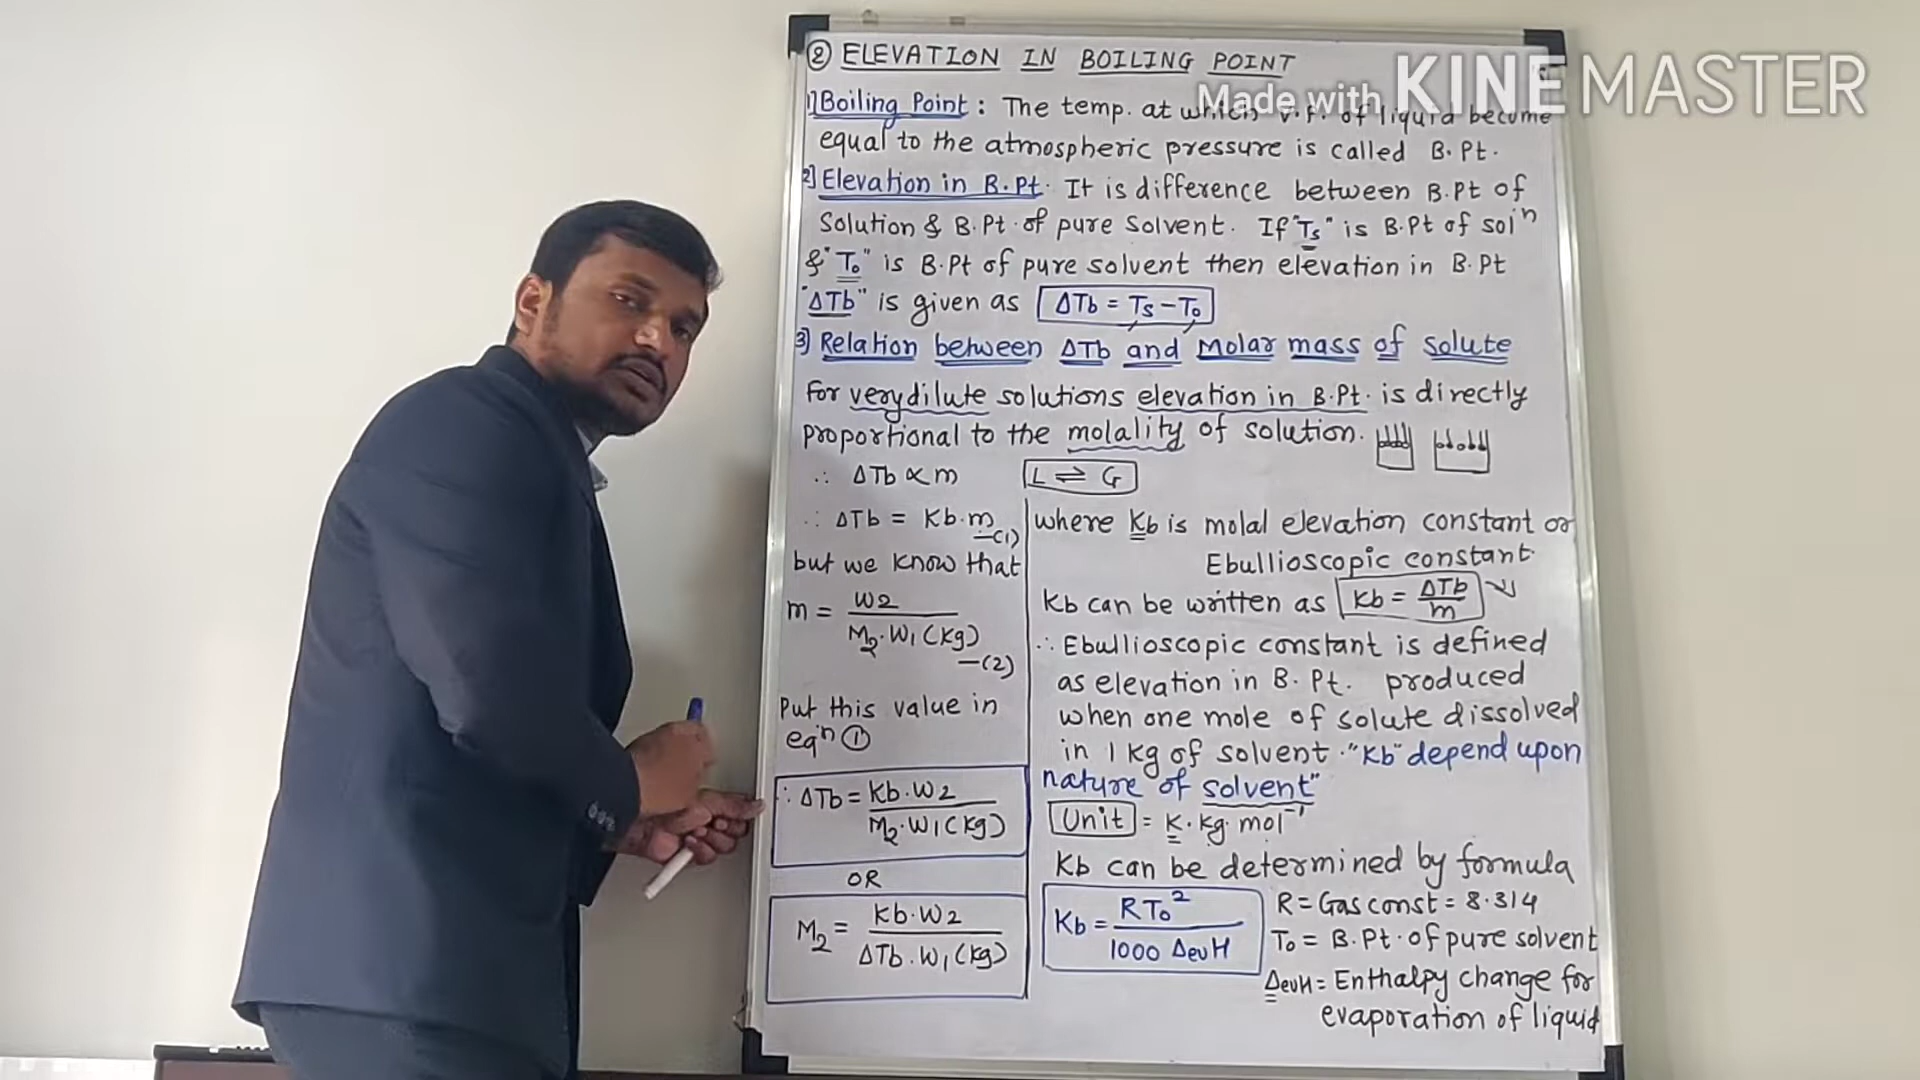 ② ELEVATION IN BOILING POINT
Made with KINEMASTER
1] Boiling Point : The temp. at which V.P. of liquid become
equal to the atmospheric pressure is called B.Pt.
2] Elevation in B.Pt. It is difference between B.Pt of
Solution & B.Pt. of pure Solvent. If "Ts" is B.Pt of solⁿ
& "T₀" is B.Pt of pure solvent then elevation in B.Pt
"ΔTb" is given as ΔTb = Ts - T₀
3] Relation between ΔTb and Molar mass of Solute
For very dilute solutions elevation in B.Pt. is directly
proportional to the molality of solution.
∴ ΔTb ∝ m L ⇌ G
∴ ΔTb = Kb.m —(1)
but we know that
m = W2 / M2.W1(Kg) —(2)
Put this value in
eqⁿ ①
∴ ΔTb = Kb.W2 / M2.W1(Kg)
OR
M2 = Kb.W2 / ΔTb.W1(Kg)
where Kb is molal elevation constant or
Ebullioscopic constant.
Kb can be written as Kb = ΔTb / m
∴ Ebullioscopic constant is defined
as elevation in B.Pt. produced
when one mole of solute dissolved
in 1 kg of solvent. "Kb" depend upon
nature of solvent"
Unit = K.kg.mol⁻¹
Kb can be determined by formula
Kb = RT₀² / 1000 ΔevH
R = Gas const = 8.314
T₀ = B.Pt. of pure solvent
ΔevH = Enthalpy change for
evaporation of liquid